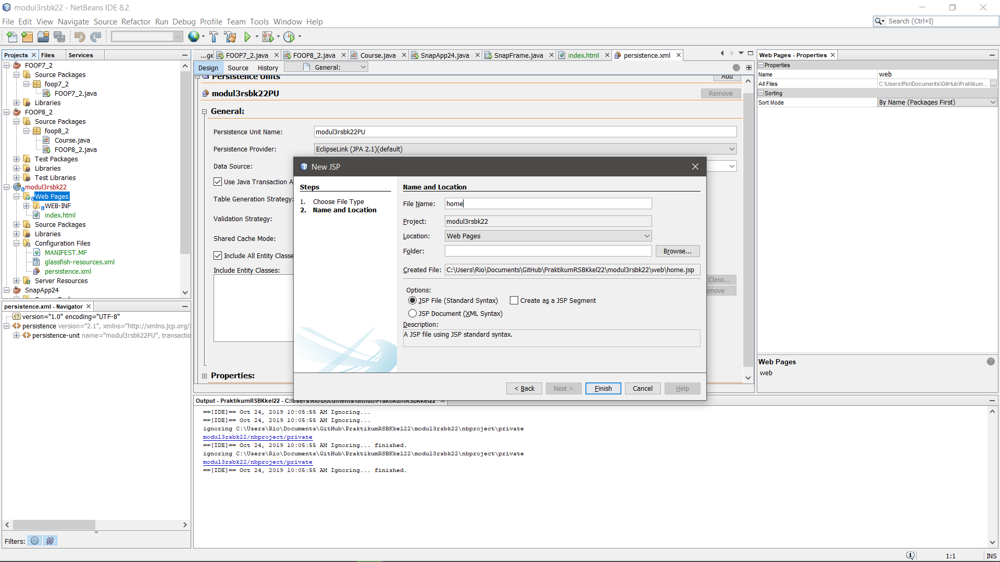 modul3rsbk22 - NetBeans IDE 8.2
File Edit View Navigate Source Refactor Run Debug Profile Team Tools Window Help
Search (Ctrl+I)
Projects Files Services
FOOP7_2
Source Packages
foop7_2
FOOP7_2.java
Libraries
FOOP8_2
Source Packages
foop8_2
Course.java
FOOP8_2.java
Test Packages
Libraries
Test Libraries
modul3rsbk22
Web Pages
WEB-INF
index.html
Source Packages
Libraries
Configuration Files
MANIFEST.MF
glassfish-resources.xml
persistence.xml
Server Resources
SnapApp24
persistence.xml - Navigator
version="1.0" encoding="UTF-8"
persistence version="2.1", xmlns="http://xmlns.jcp.org/
persistence-unit name="modul3rsbk22PU", transactio
Filters:
...ge FOOP7_2.java FOOP8_2.java Course.java SnapApp24.java SnapFrame.java index.html persistence.xml
Design Source History General:
Persistence Units Add
modul3rsbk22PU Remove
General:
Persistence Unit Name: modul3rsbk22PU
Persistence Provider: EclipseLink (JPA 2.1)(default)
Data Source:
Use Java Transaction A
Table Generation Strategy:
Validation Strategy:
Shared Cache Mode:
Include All Entity Classe
Include Entity Classes:
Class...
emove
Properties:
New JSP
Steps
1. Choose File Type
2. Name and Location
Name and Location
File Name: home
Project: modul3rsbk22
Location: Web Pages
Folder: Browse...
Created File: C:\Users\Rio\Documents\GitHub\PraktikumRSBKkel22\modul3rsbk22\web\home.jsp
Options:
JSP File (Standard Syntax) Create as a JSP Segment
JSP Document (XML Syntax)
Description:
A JSP file using JSP standard syntax.
< Back Next > Finish Cancel Help
Web Pages - Properties
Properties
Name web
All Files C:\Users\Rio\Documents\GitHub\Praktikum... ...
Sorting
Sort Mode By Name (Packages First)
Web Pages
web
Output - PraktikumRSBKkel22 - C:\Users\Rio\Documents\GitHub\PraktikumRSBKkel22
==[IDE]== Oct 24, 2019 10:05:55 AM Ignoring...
==[IDE]== Oct 24, 2019 10:05:55 AM Ignoring...
ignoring C:\Users\Rio\Documents\GitHub\PraktikumRSBKkel22\modul3rsbk22\nbproject\private
modul3rsbk22/nbproject/private
==[IDE]== Oct 24, 2019 10:05:55 AM Ignoring... finished.
ignoring C:\Users\Rio\Documents\GitHub\PraktikumRSBKkel22\modul3rsbk22\nbproject\private
modul3rsbk22/nbproject/private
==[IDE]== Oct 24, 2019 10:05:55 AM Ignoring... finished.
1 1:1 INS